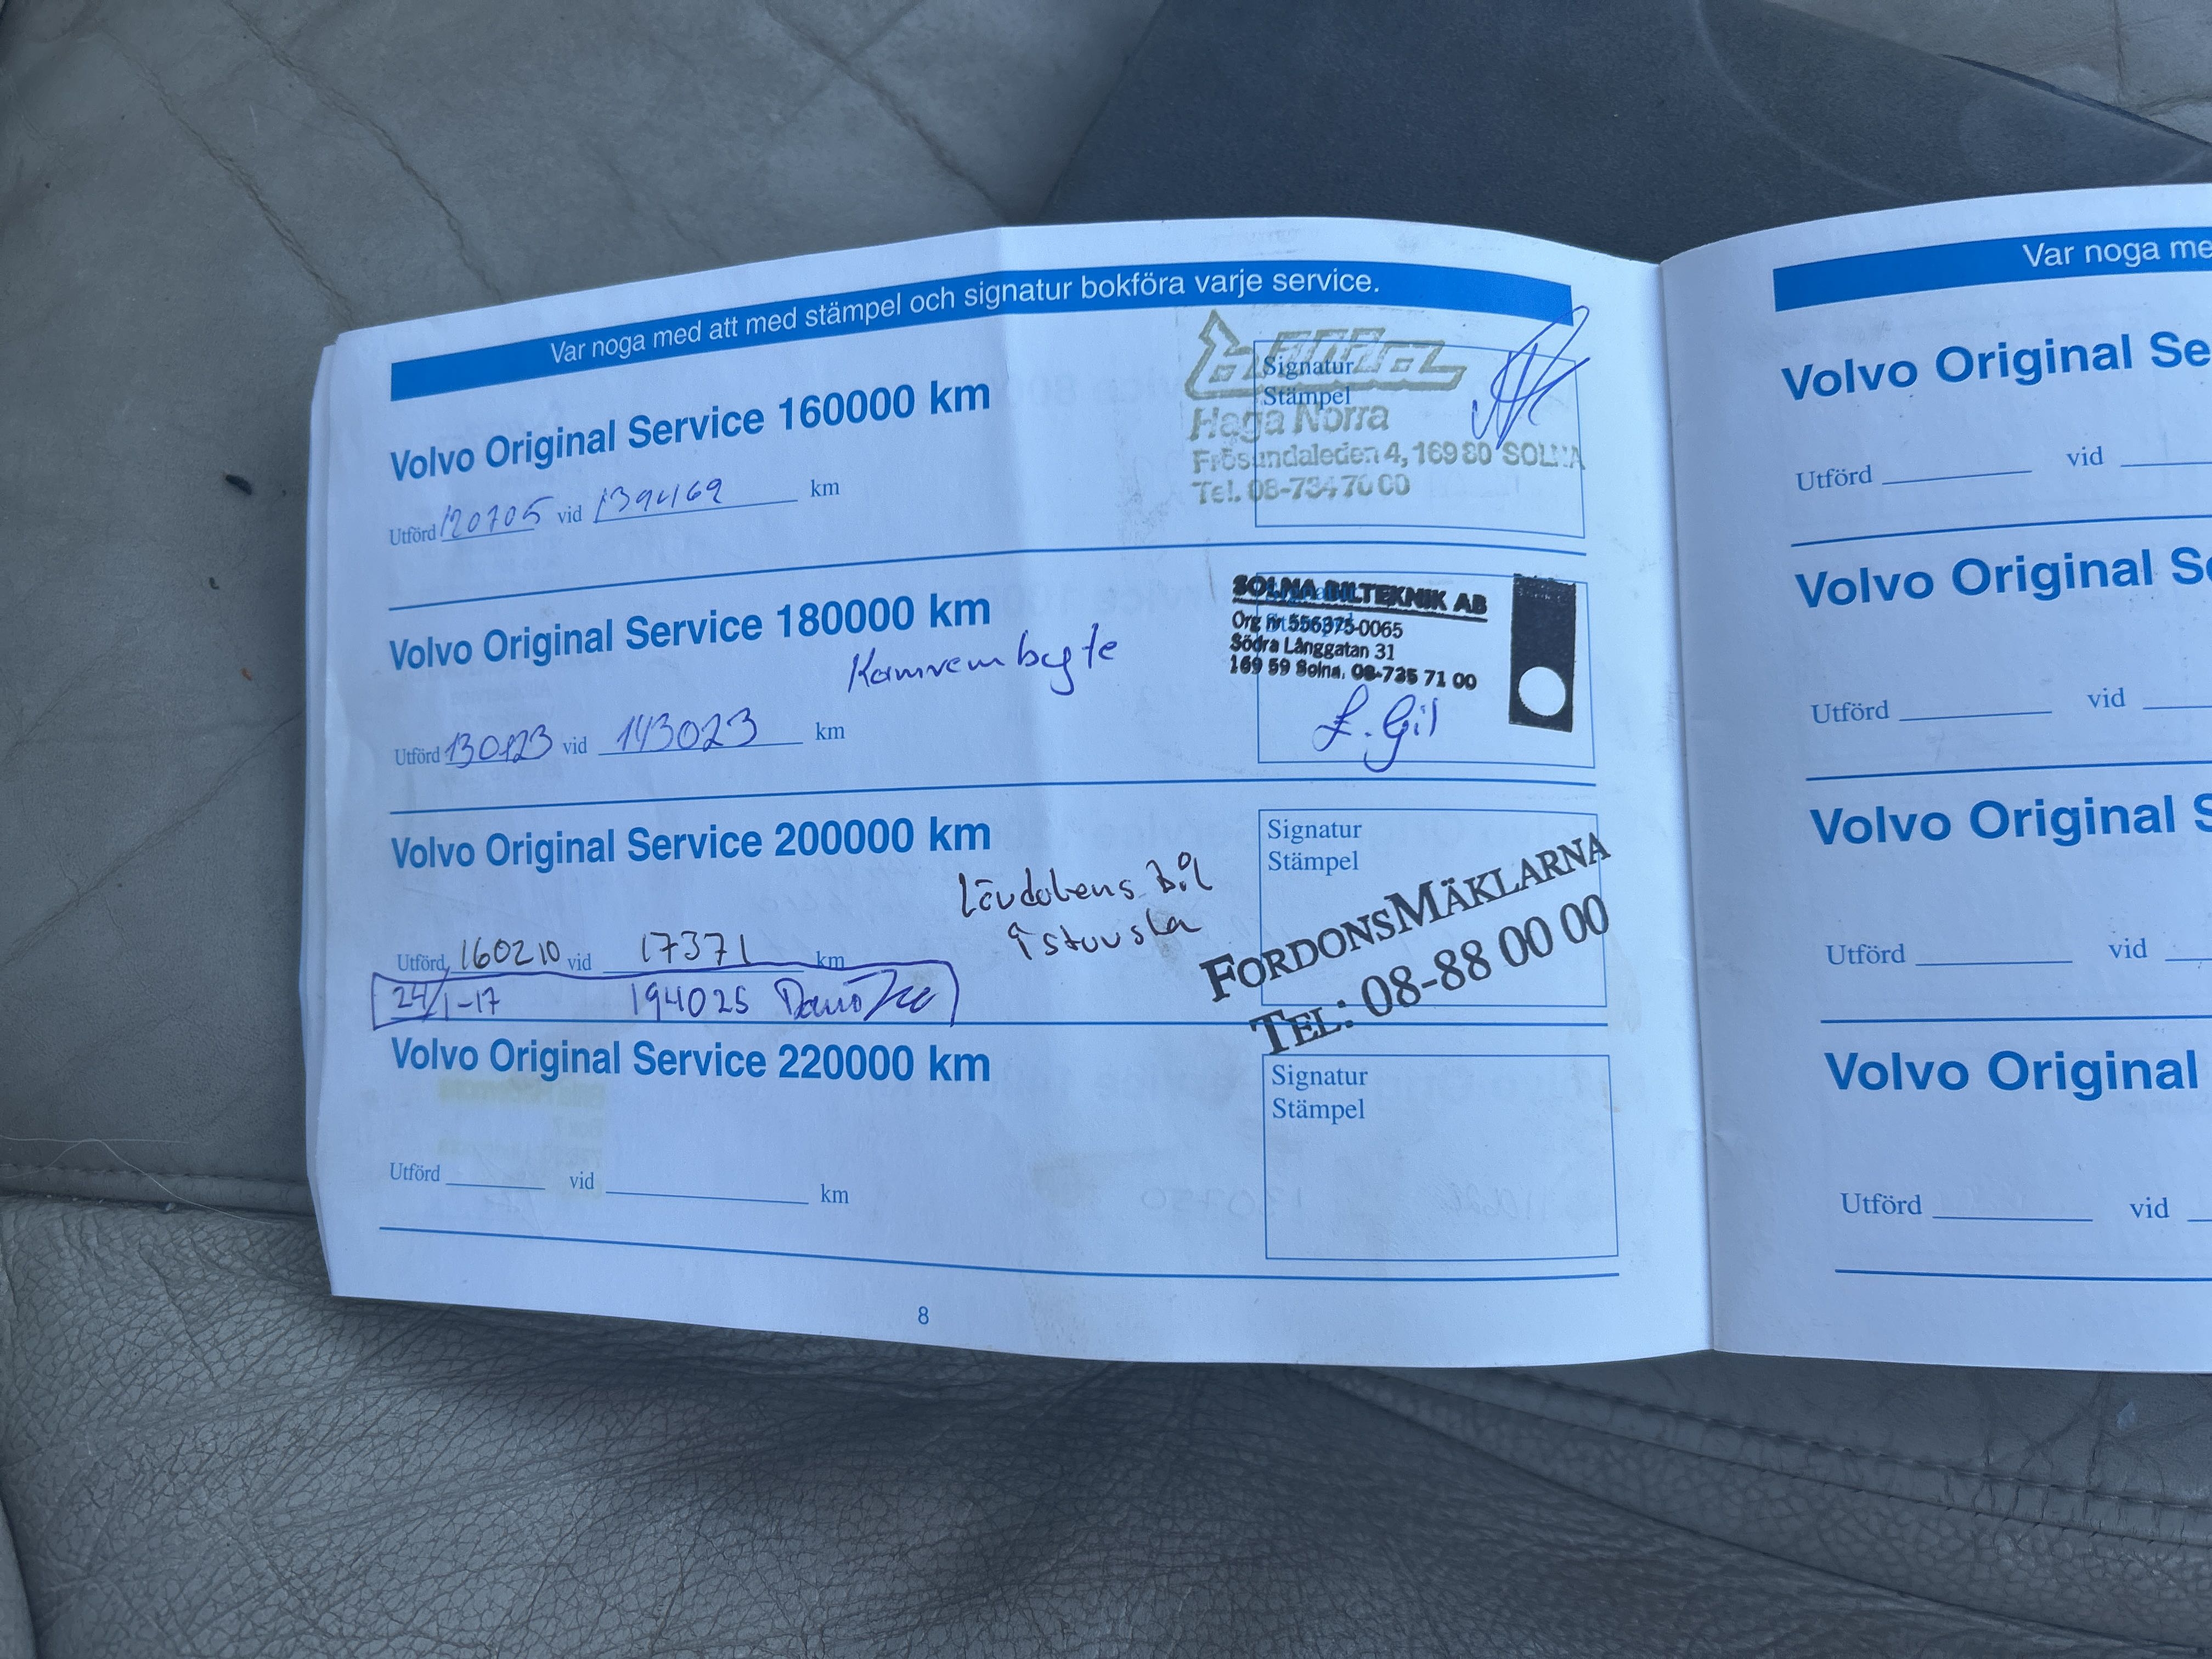 Var noga med att med stämpel och signatur bokföra varje service.
Volvo Original Service 160000 km
Utförd 120705 vid 139469 km
Signatur
Stämpel
Haga Norra
Frösundaleden 4, 169 80 SOLNA
Tel. 08-734 70 00
Volvo Original Service 180000 km
Kamrem byte
Utförd 130123 vid 143023 km
SOLNA BILTEKNIK AB
Org nr 556375-0065
Södra Långgatan 31
169 59 Solna. 08-735 71 00
L. Gil
Volvo Original Service 200000 km
Bil
Utförd 160210 vid 17371 km
24/1-17 194025
Signatur
Stämpel
FORDONSMÄKLARNA
TEL: 08-88 00 00
Volvo Original Service 220000 km
Utförd vid km
Signatur
Stämpel
8
Var noga me
Volvo Original Se
Utförd vid
Volvo Original Se
Utförd vid
Volvo Original S
Utförd vid
Volvo Original
Utförd vid